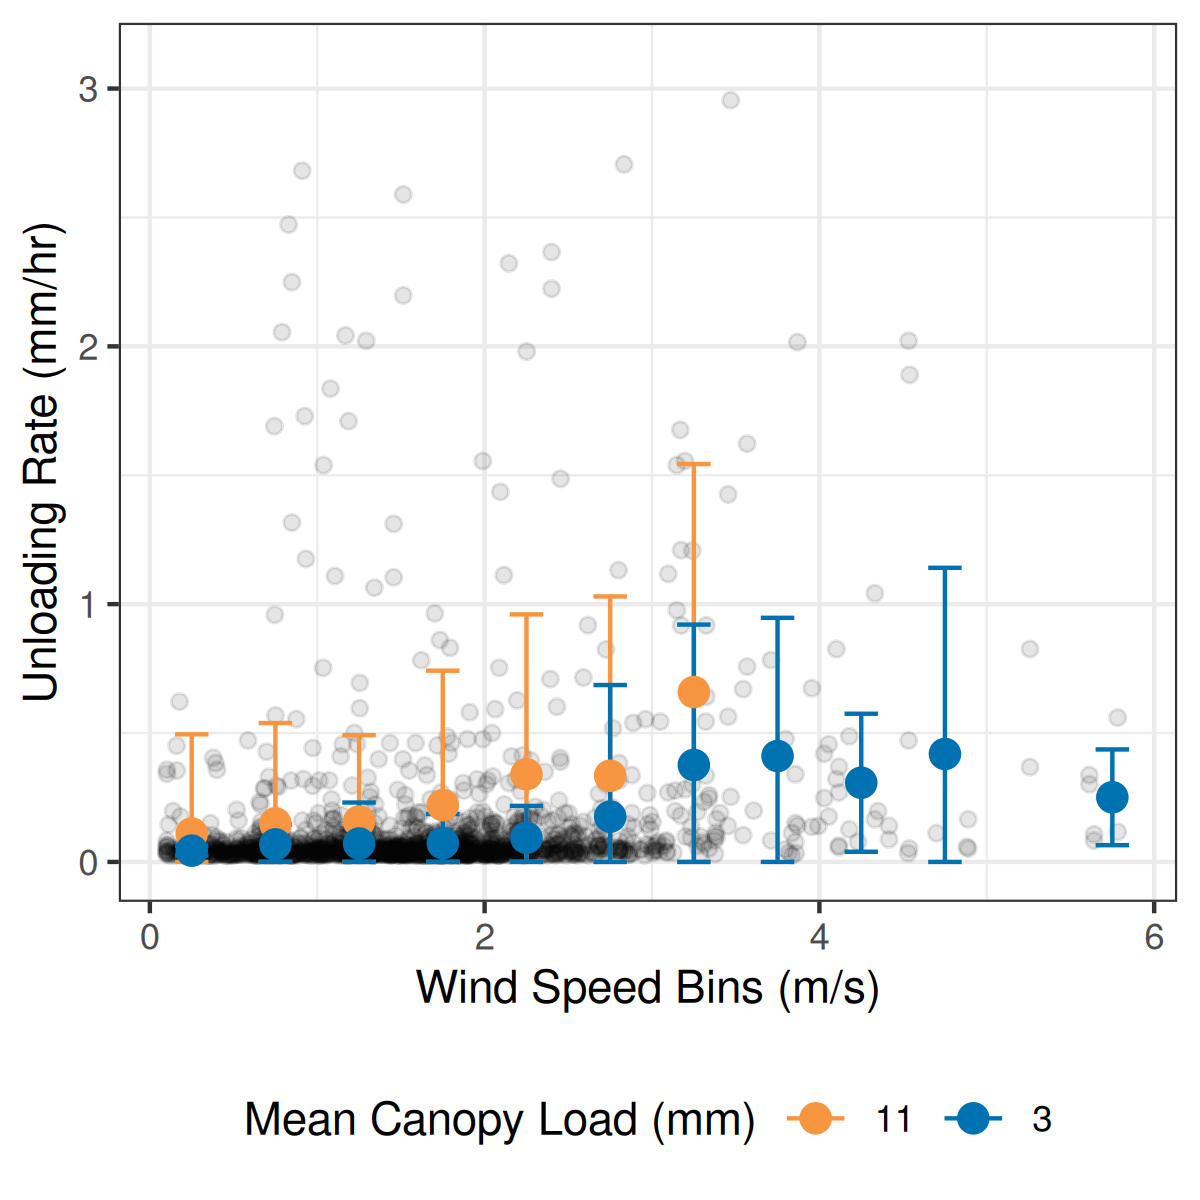 3
2
1
0
Unloading Rate (mm/hr)
0 2 4 6
Wind Speed Bins (m/s)
Mean Canopy Load (mm) 11 3